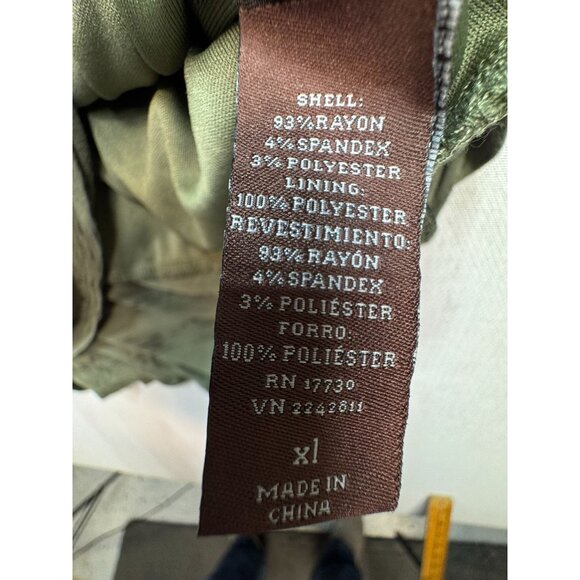 SHELL:
93% RAYON
4% SPANDEX
3% POLYESTER
LINING:
100% POLYESTER
REVESTIMIENTO:
93% RAYÓN
4% SPANDEX
3% POLIÉSTER
FORRO:
100% POLIÉSTER
RN 17730
VN 2242811
xl
MADE IN
CHINA